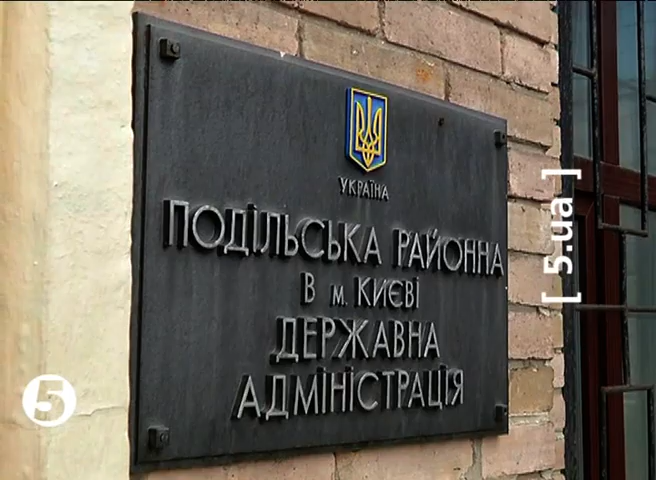 УКРАЇНА
ПОДІЛЬСЬКА РАЙОННА
В М. КИЄВІ
ДЕРЖАВНА
АДМІНІСТРАЦІЯ
[ 5.ua ]
5